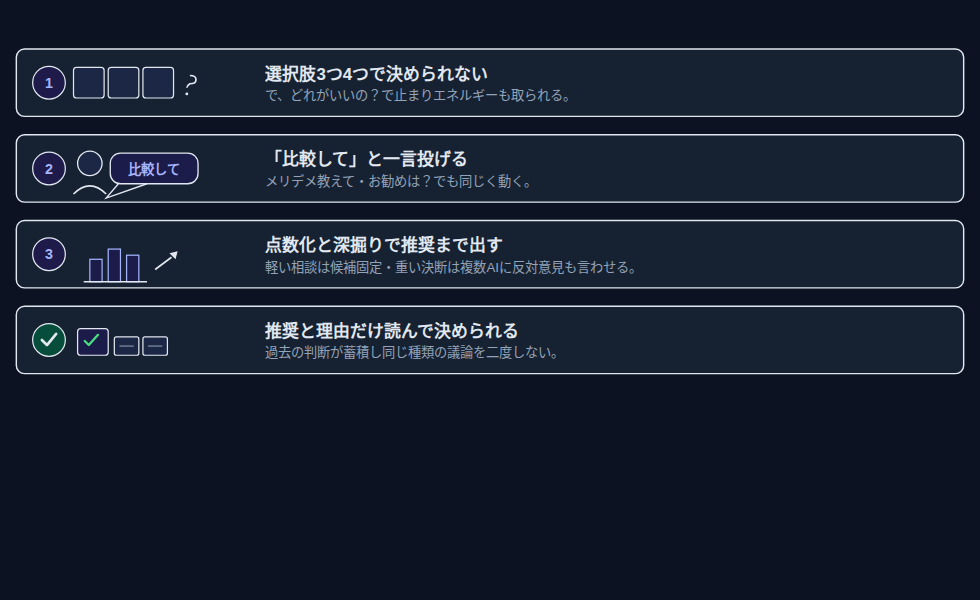 1
?
選択肢3つ4つで決められない
で、どれがいいの？で止まりエネルギーも取られる。
2
比較して
「比較して」と一言投げる
メリデメ教えて・お勧めは？でも同じく動く。
3
点数化と深掘りで推奨まで出す
軽い相談は候補固定・重い決断は複数AIに反対意見も言わせる。
推奨と理由だけ読んで決められる
過去の判断が蓄積し同じ種類の議論を二度しない。